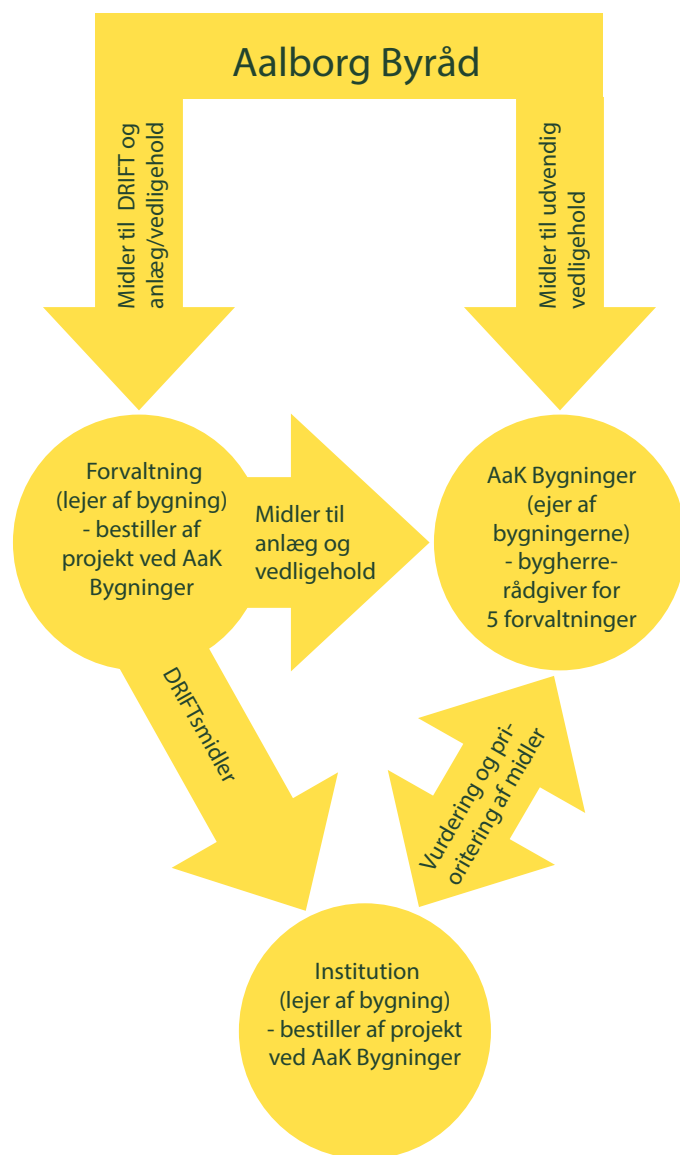 Aalborg Byråd
Midler til DRIFT og
anlæg/vedligehold
Midler til udvendig
vedligehold
Forvaltning
(lejer af bygning)
- bestiller af
projekt ved AaK
Bygninger
Midler til
anlæg og
vedligehold
AaK Bygninger
(ejer af
bygningerne)
- bygherre-
rådgiver for
5 forvaltninger
DRIFTsmidler
Vurdering og pri-
oritering af midler
Institution
(lejer af bygning)
- bestiller af projekt
ved AaK Bygninger